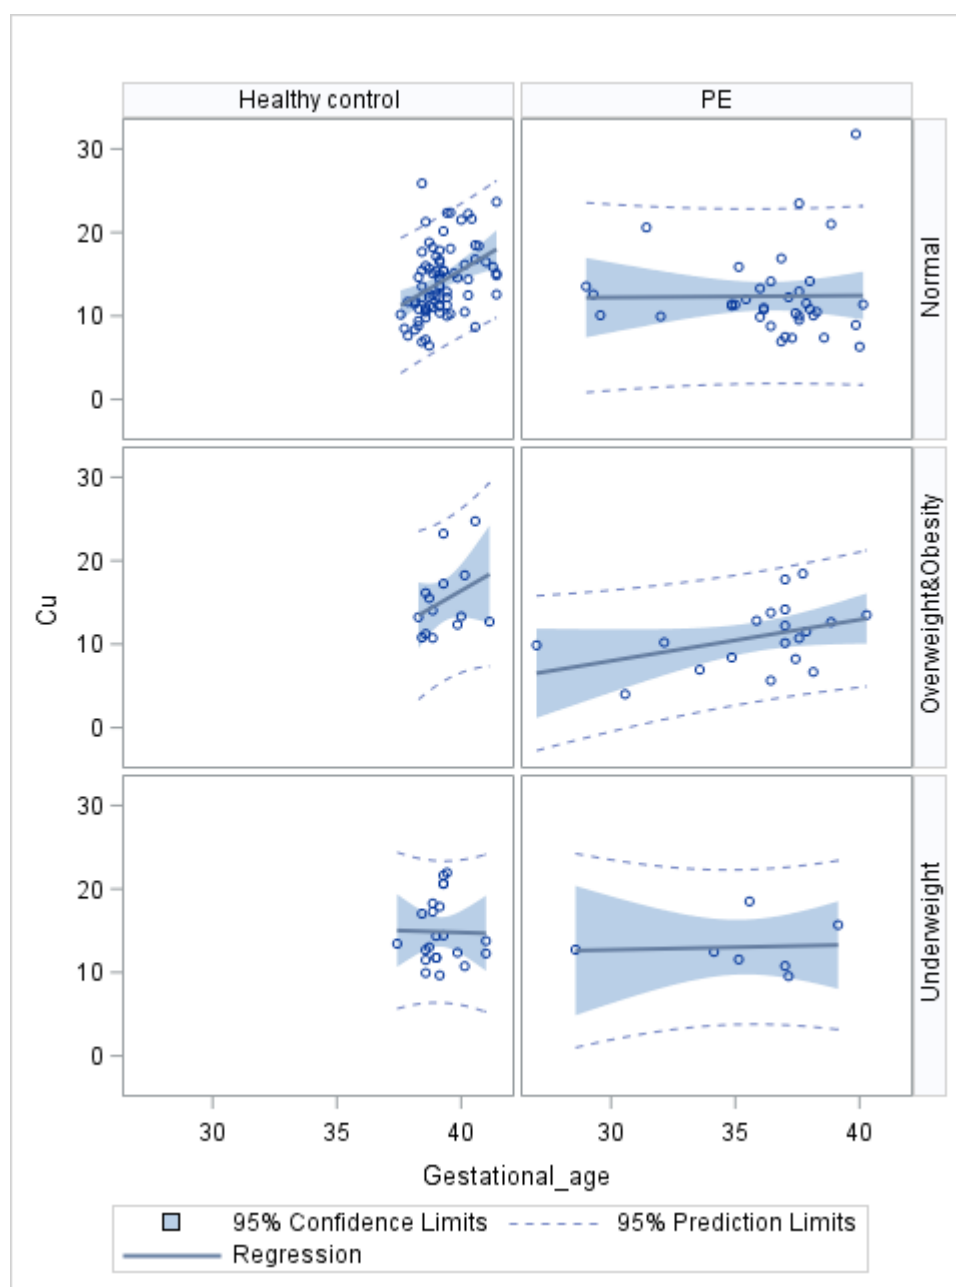 Healthy control PE
30
20
10
0
Normal
30
20
10
0
Overweight&Obesity
Cu
30
20
10
0
Underweight
30 35 40 30 35 40
Gestational_age
95% Confidence Limits 95% Prediction Limits
Regression